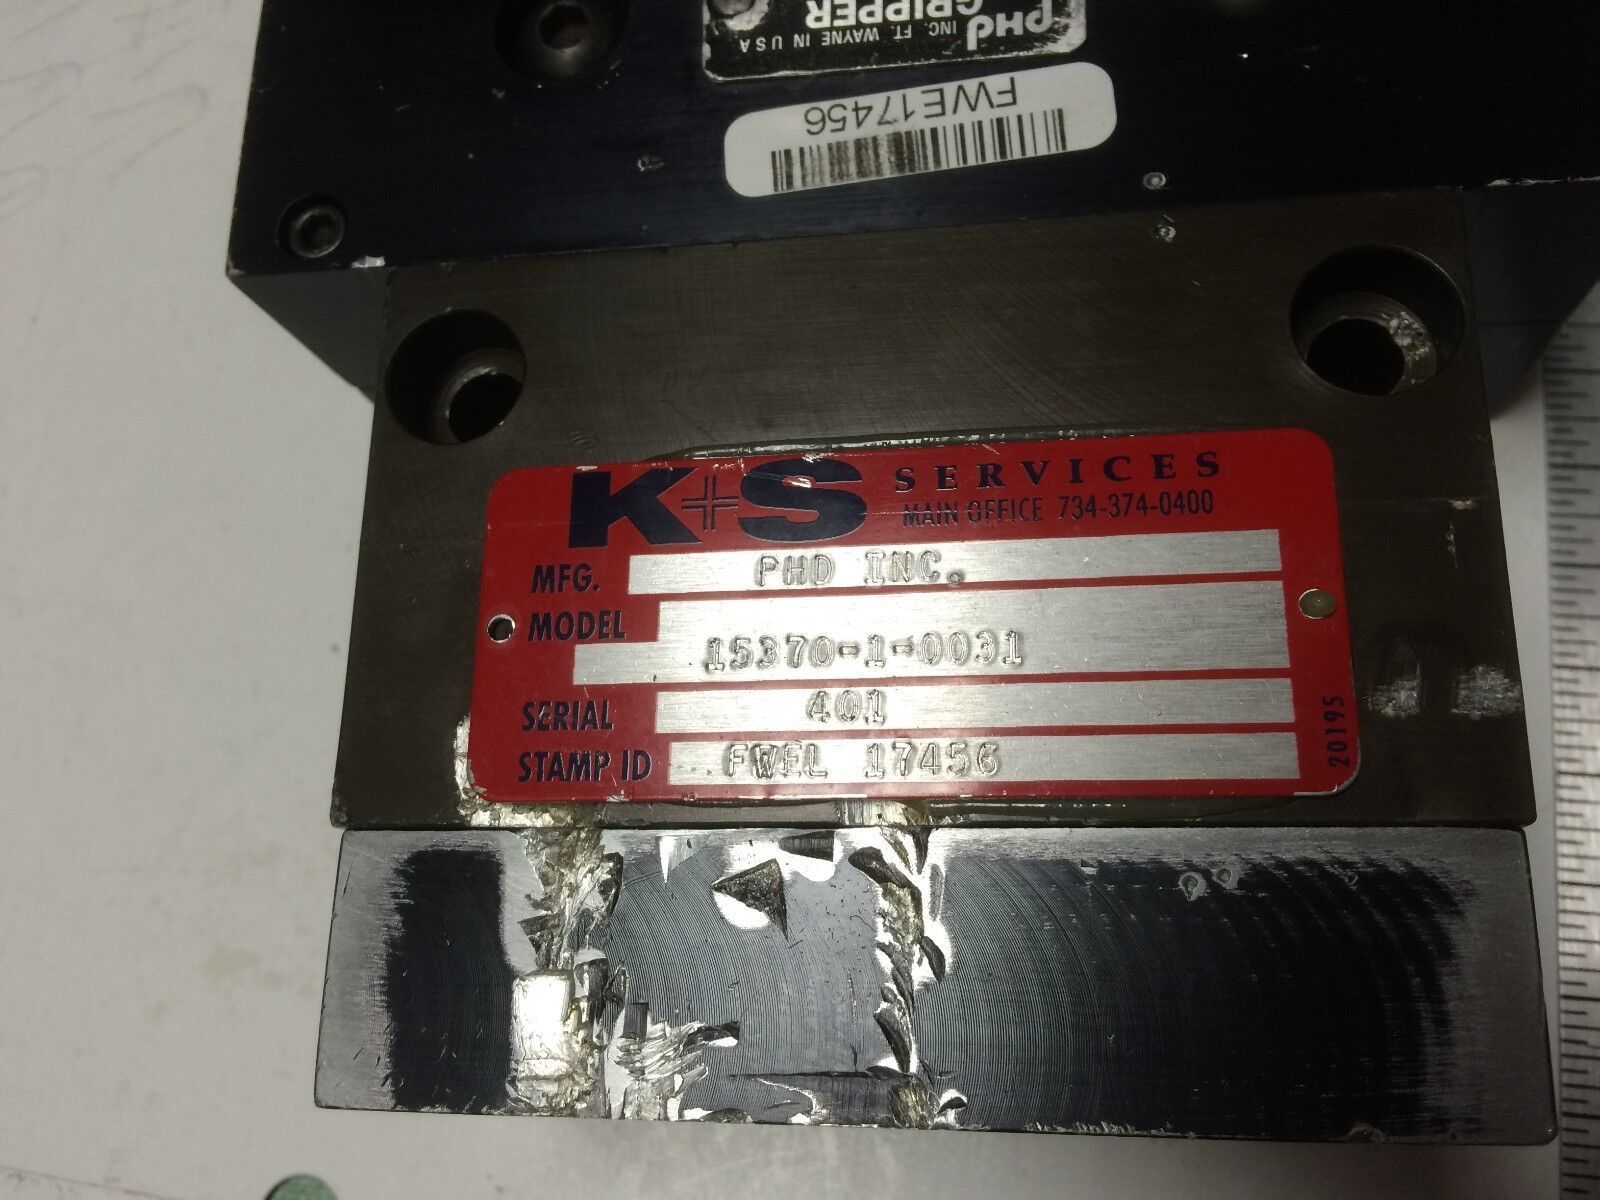 phd INC. FT. WAYNE IN USA
GRIPPER
FWE17456
K+S SERVICES
MAIN OFFICE 734-374-0400
MFG. PHD INC.
MODEL
15370-1-0031
SERIAL 401
STAMP ID FWEL 17456
20195